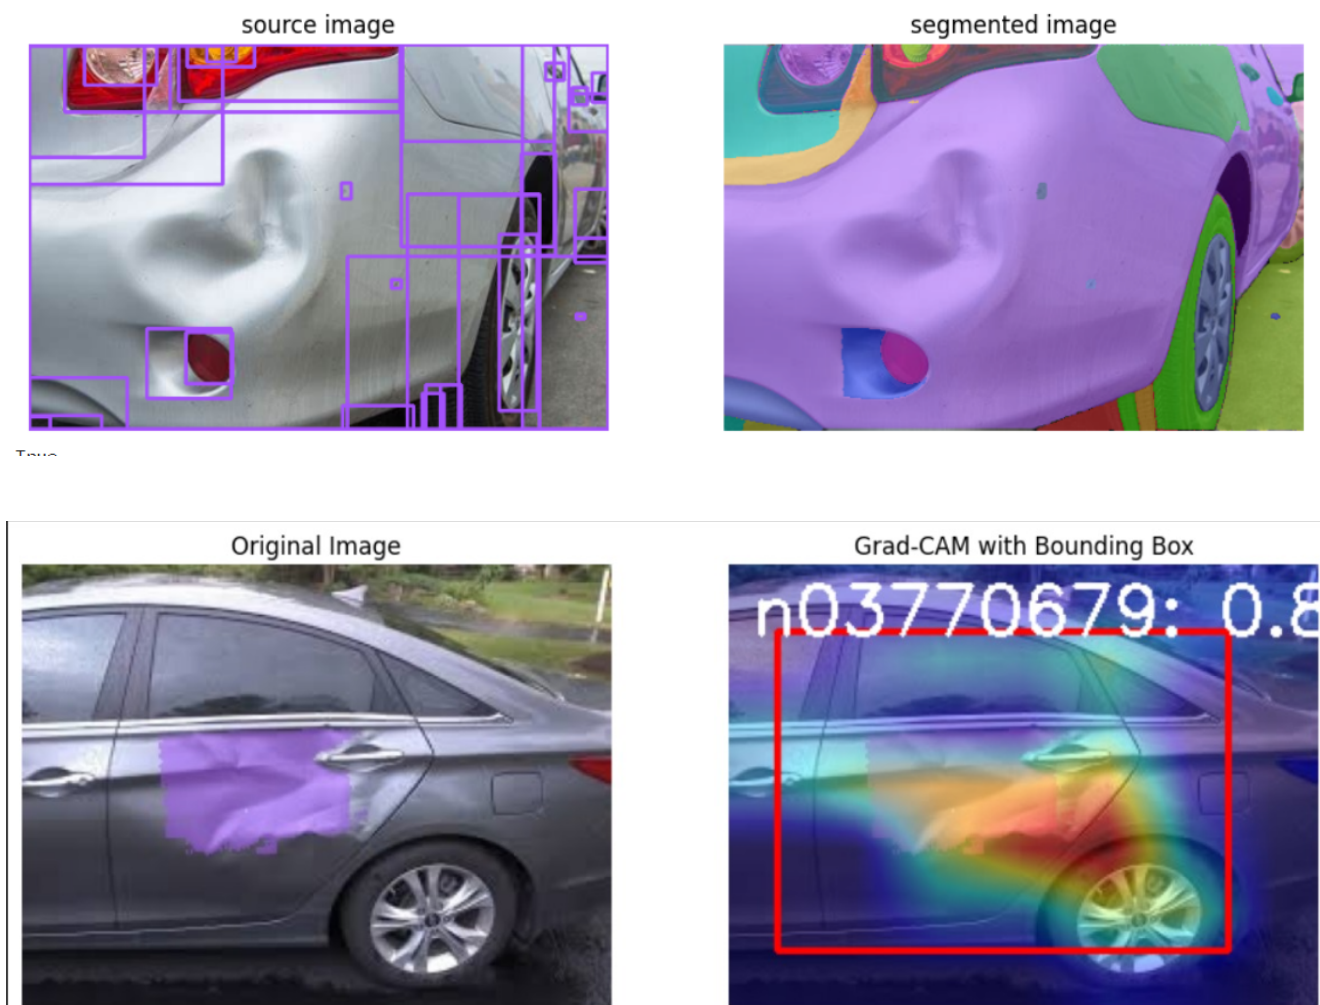 source image
segmented image
Original Image
Grad-CAM with Bounding Box
n03770679: 0.8